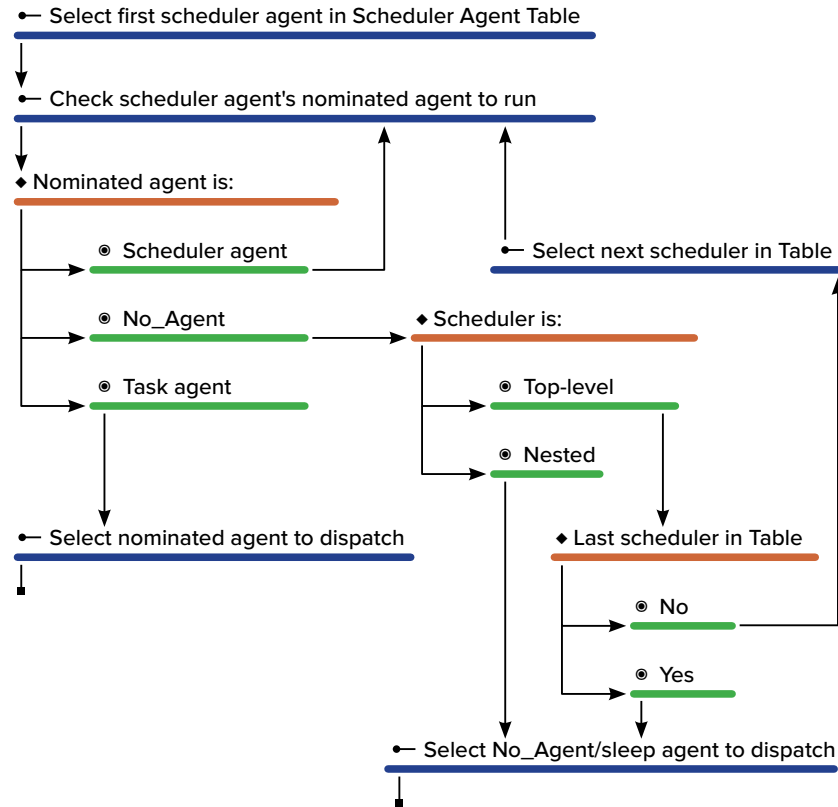 Select first scheduler agent in Scheduler Agent Table
Check scheduler agent's nominated agent to run
Nominated agent is:
Scheduler agent
Select next scheduler in Table
No_Agent
Scheduler is:
Task agent
Top-level
Nested
Select nominated agent to dispatch
Last scheduler in Table
No
Yes
Select No_Agent/sleep agent to dispatch